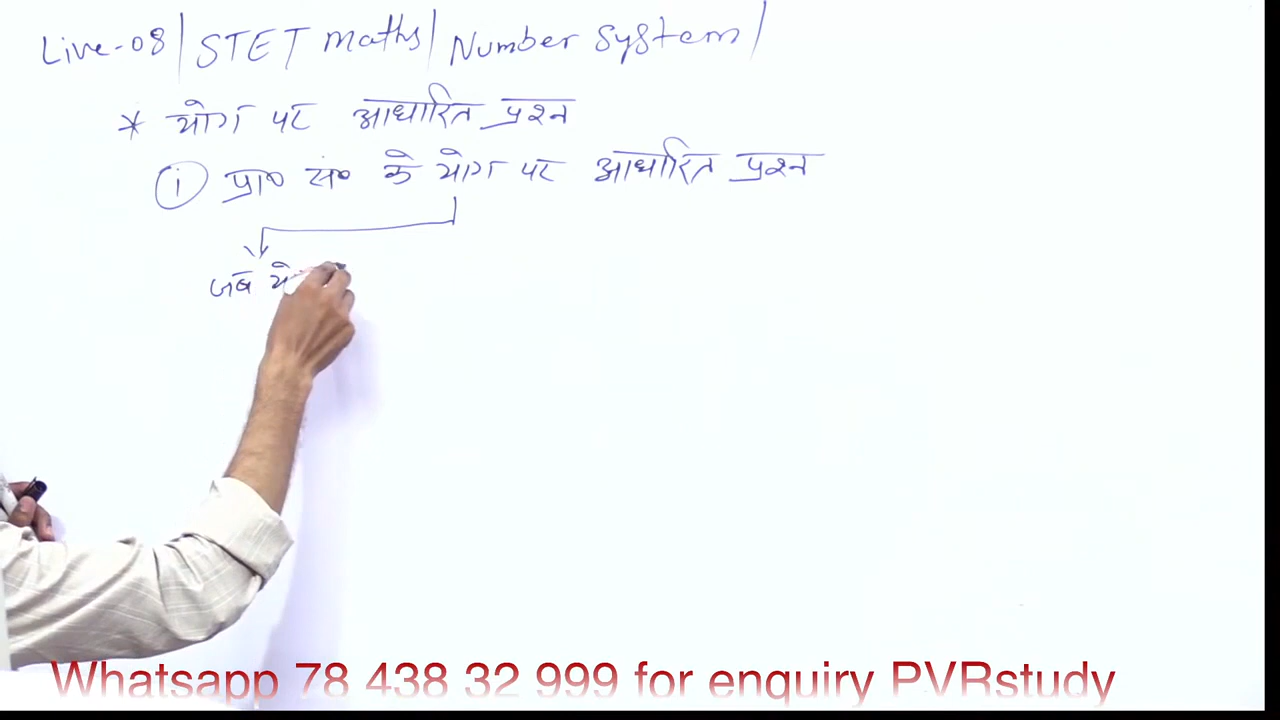 Live-08/STET maths/Number System/
* योग पर आधारित प्रश्न
(i) प्रा० सं० के योग पर आधारित प्रश्न
जब
Whatsapp 78 438 32 999 for enquiry PVRstudy